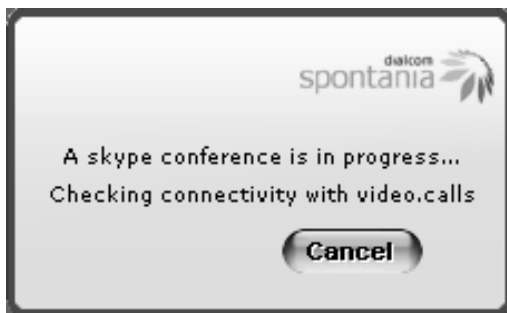 dialcom
spontania
A skype conference is in progress...
Checking connectivity with video.calls
Cancel